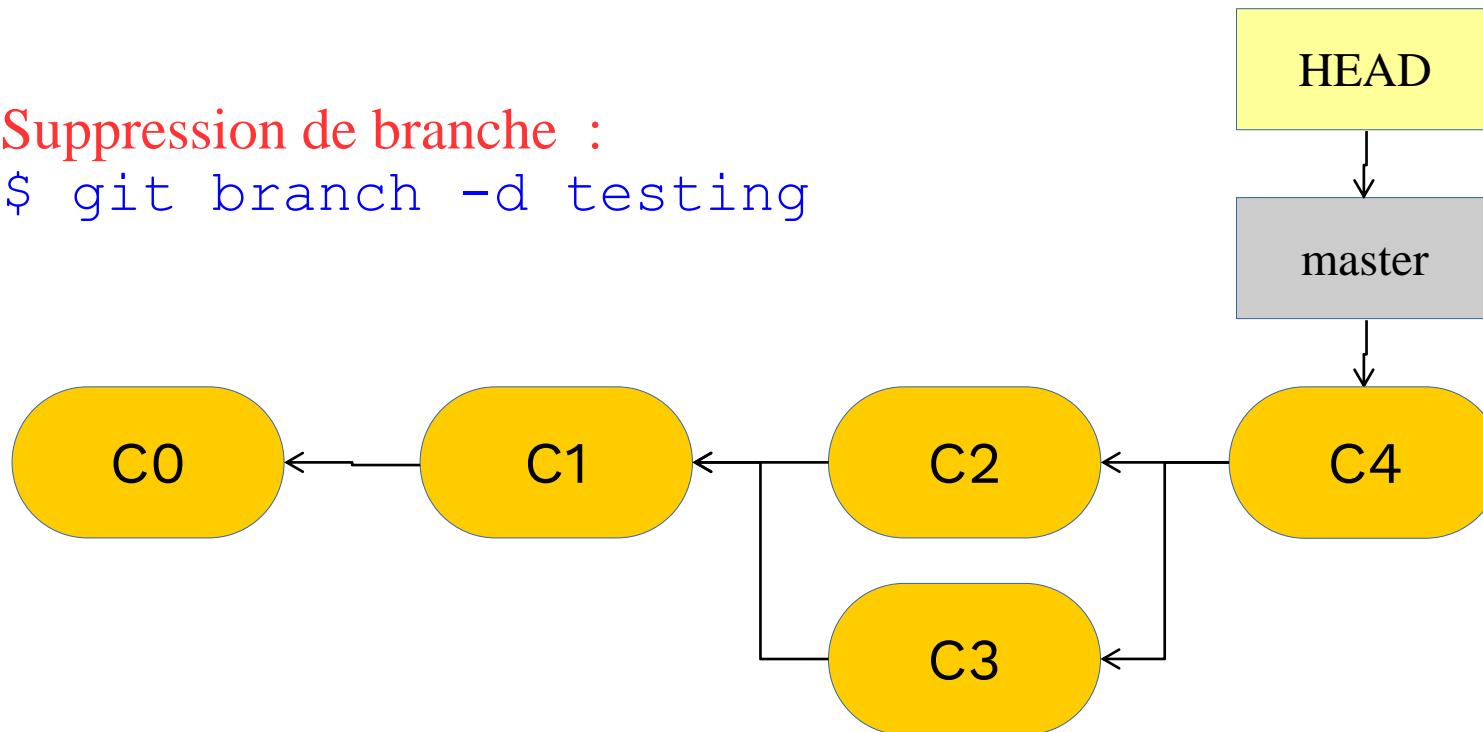 HEAD
Suppression de branche :
$ git branch -d testing
master
C0
C1
C2
C4
C3